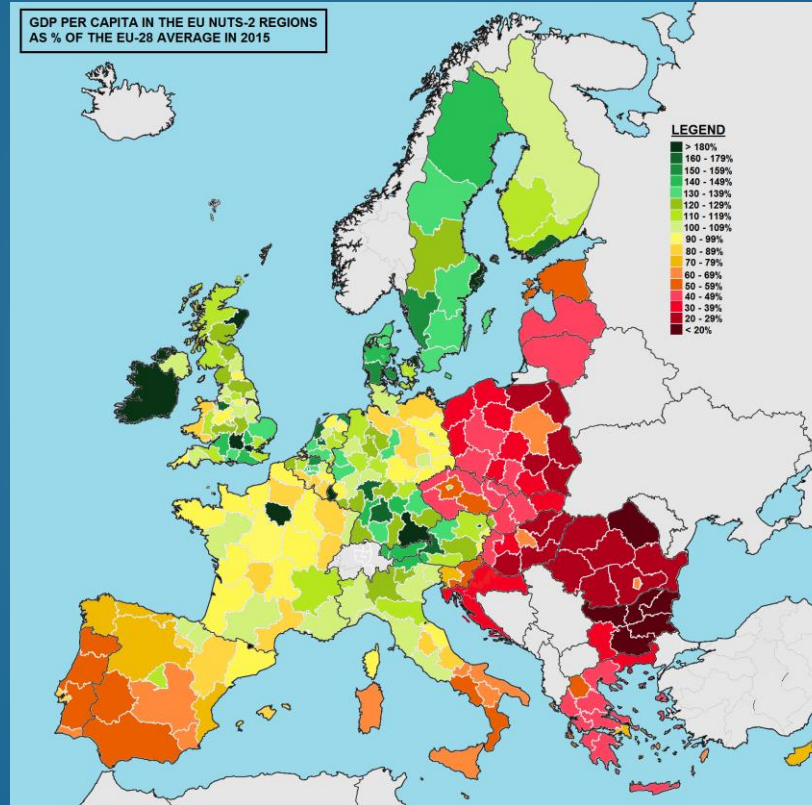 GDP PER CAPITA IN THE EU NUTS-2 REGIONS
AS % OF THE EU-28 AVERAGE IN 2015
LEGEND
> 180%
160 - 179%
150 - 159%
140 - 149%
130 - 139%
120 - 129%
110 - 119%
100 - 109%
90 - 99%
80 - 89%
70 - 79%
60 - 69%
50 - 59%
40 - 49%
30 - 39%
20 - 29%
< 20%